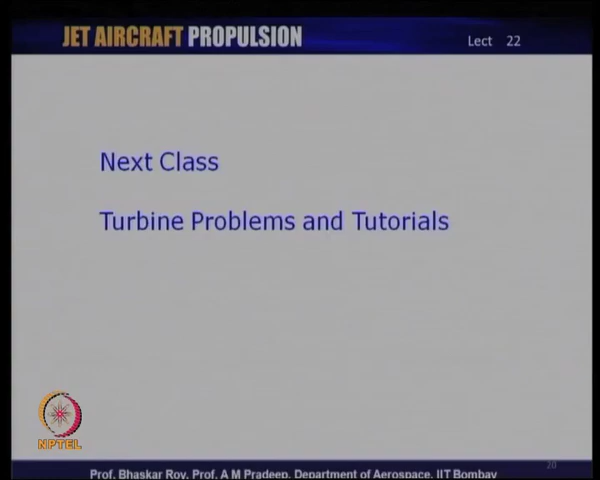 JET AIRCRAFT PROPULSION
Lect 22
Next Class
Turbine Problems and Tutorials
NPTEL
20
Prof. Bhaskar Roy, Prof. A M Pradeep, Department of Aerospace, IIT Bombay